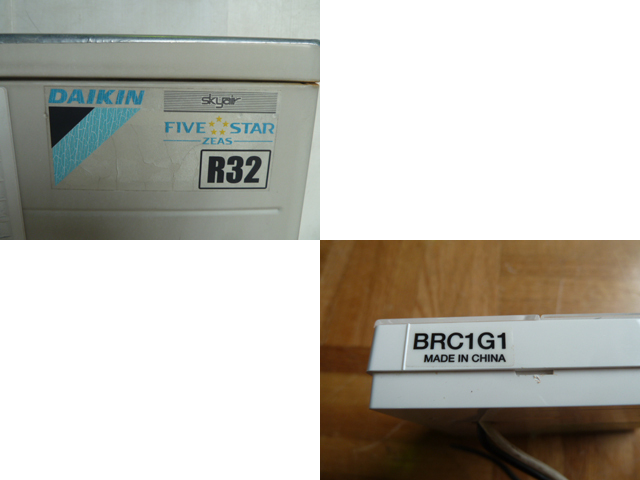 DAIKIN
skyair
FIVE STAR
ZEAS
R32
BRC1G1
MADE IN CHINA